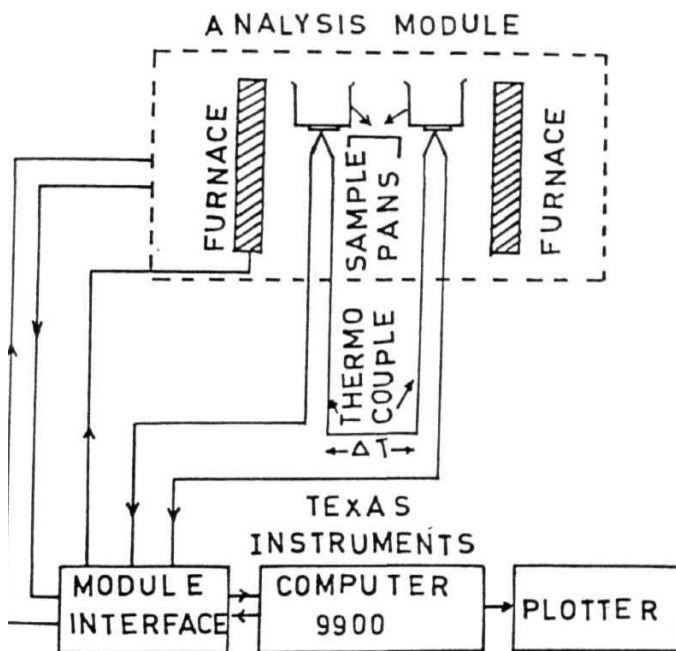 ANALYSIS MODULE
FURNACE
SAMPLE
PANS
FURNACE
THERMO
COUPLE
ΔT
TEXAS
INSTRUMENTS
MODULE
INTERFACE
COMPUTER
9900
PLOTTER